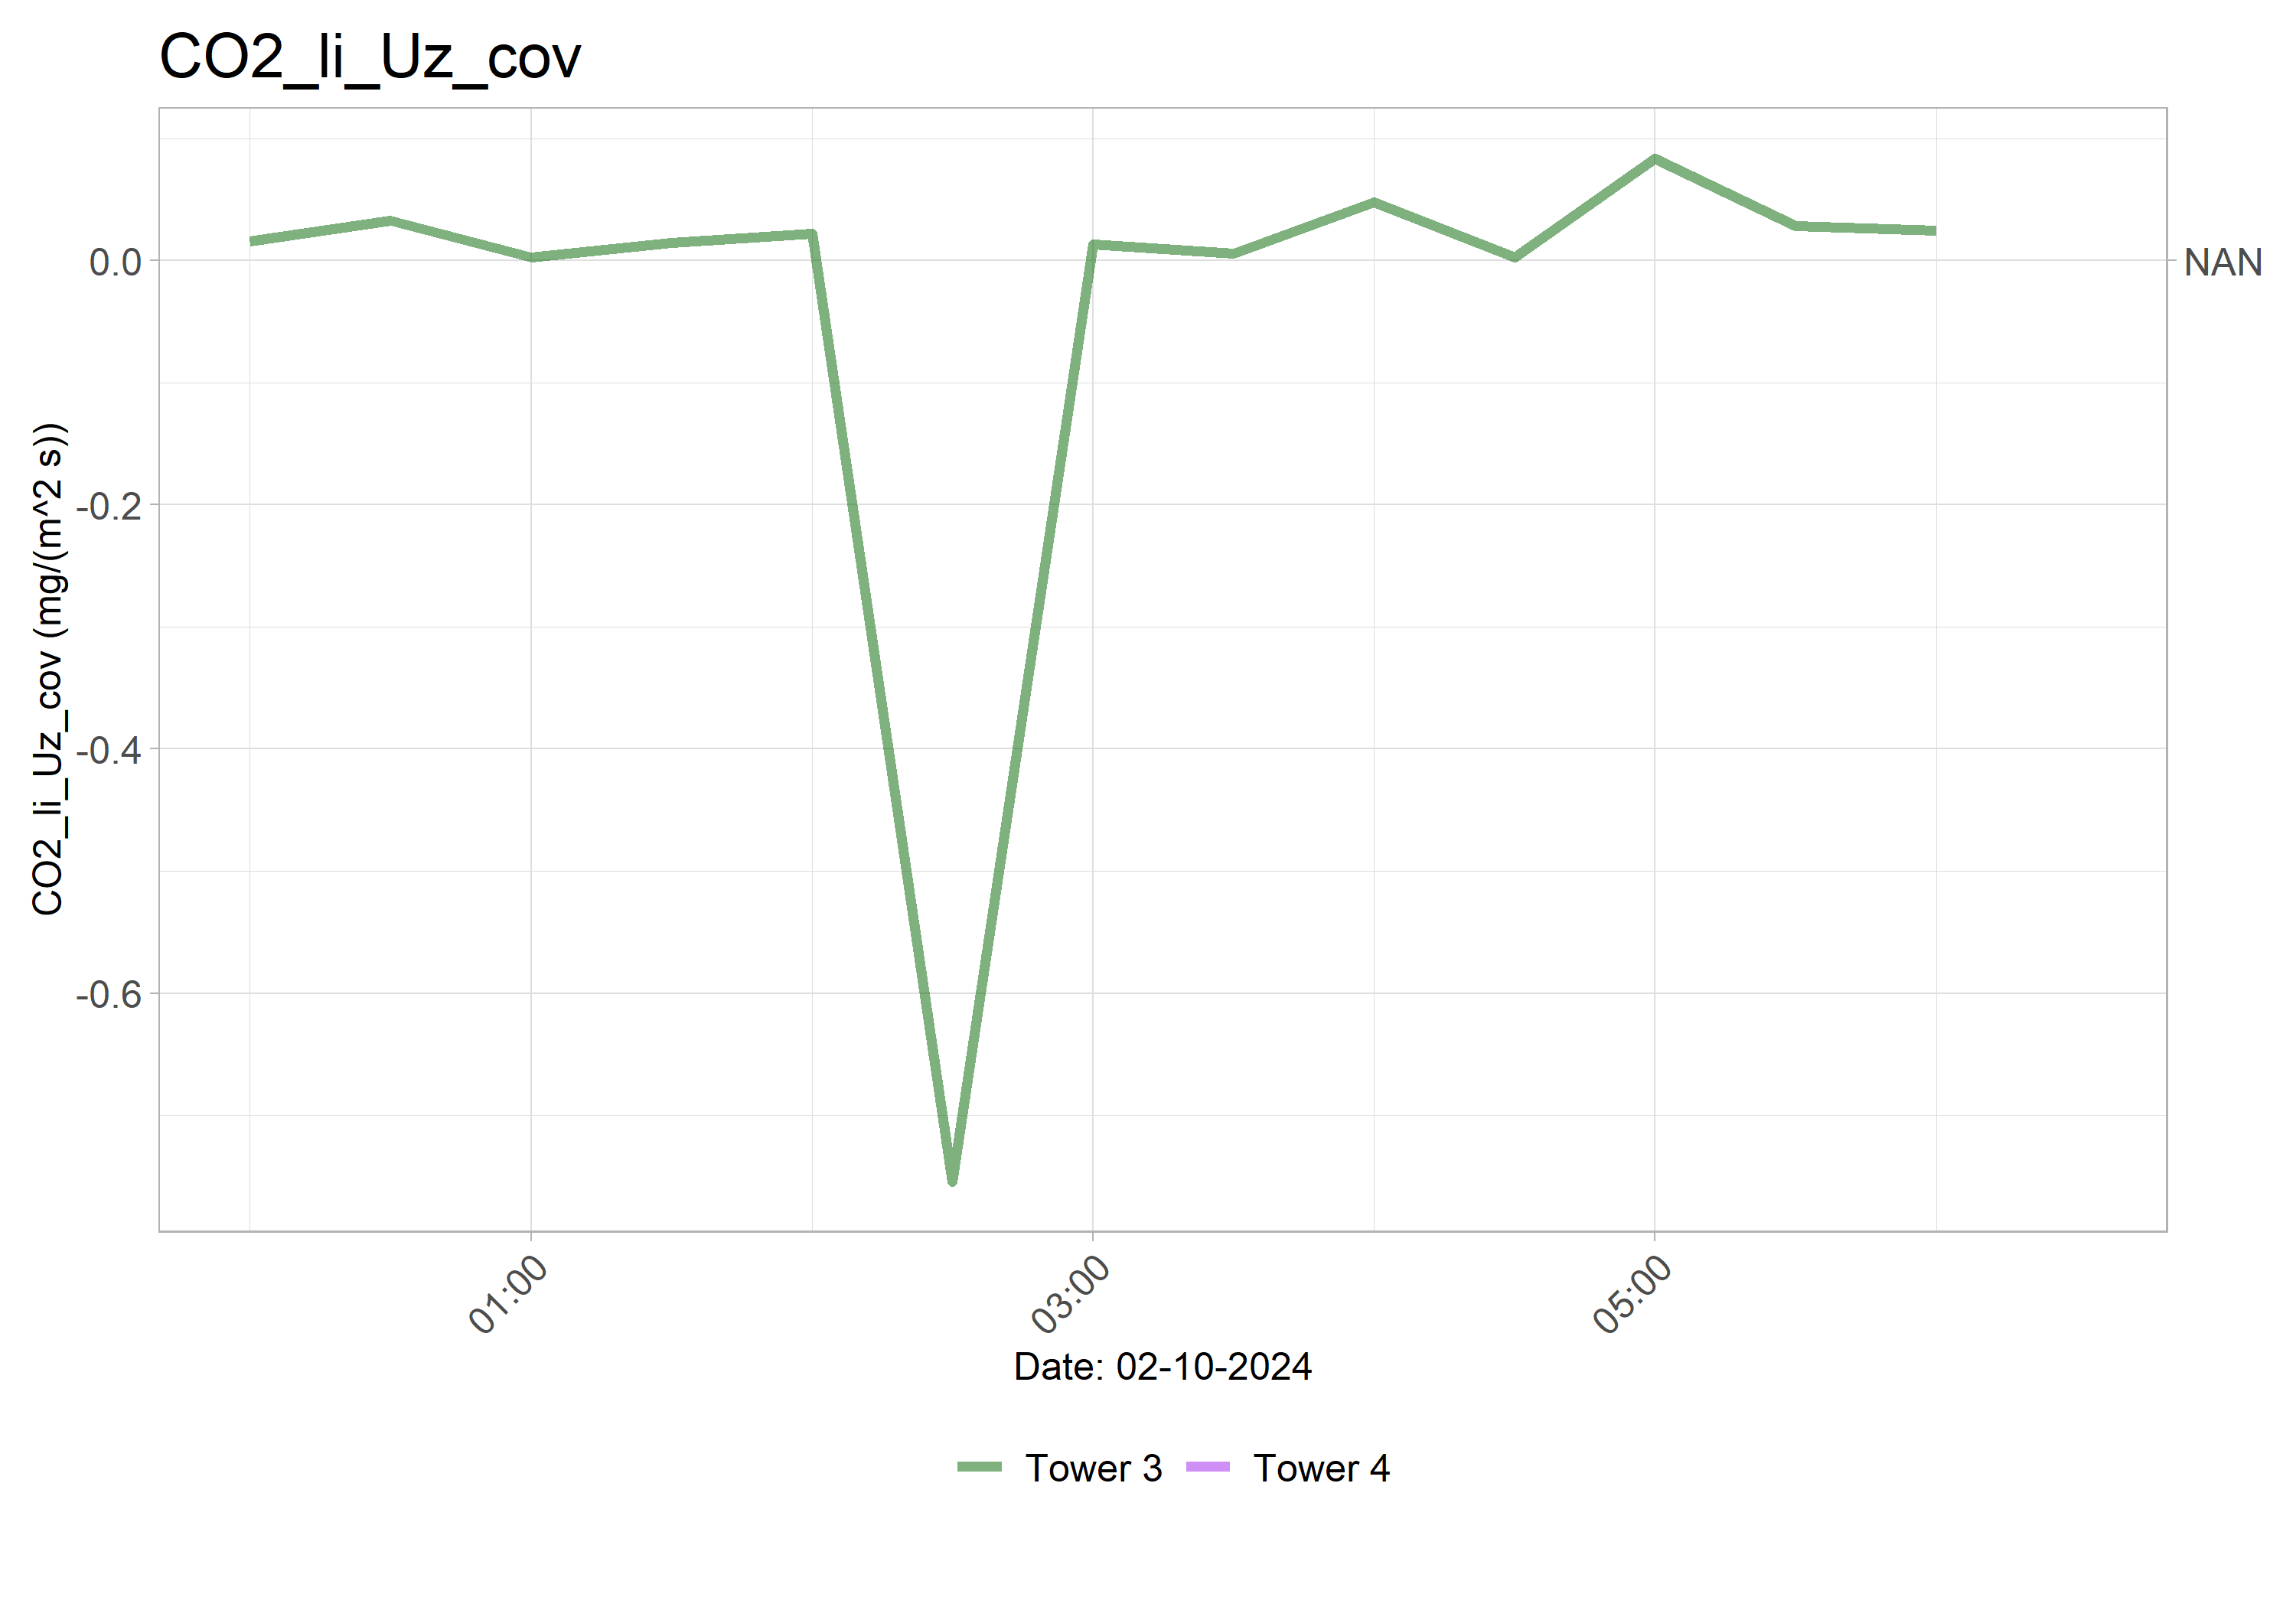 CO2_li_Uz_cov
CO2_li_Uz_cov (mg/(m^2 s))
0.0
-0.2
-0.4
-0.6
NAN
01:00
03:00
05:00
Date: 02-10-2024
Tower 3
Tower 4